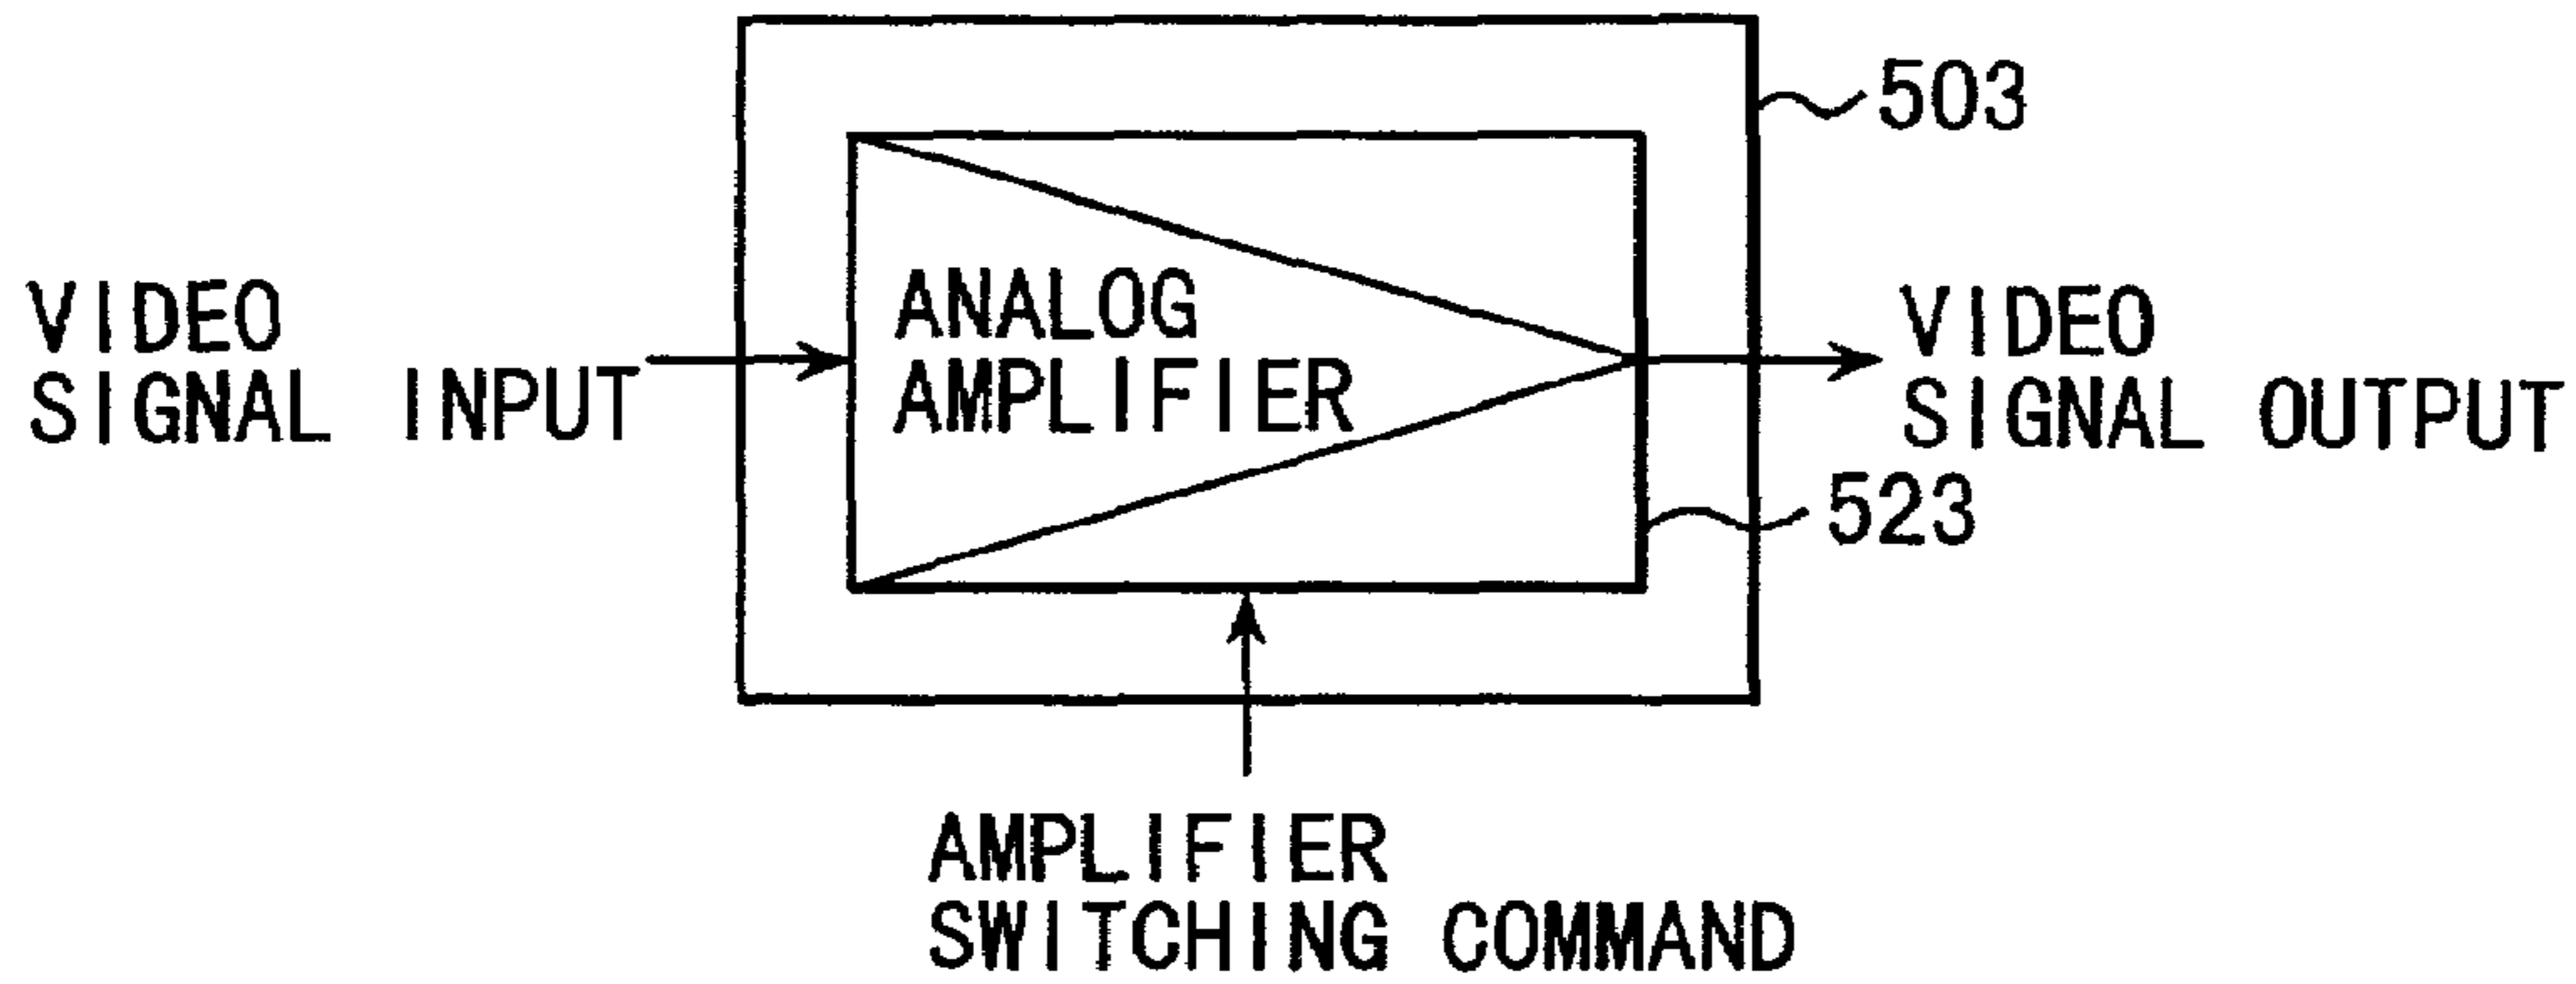 503
VIDEO
SIGNAL INPUT
ANALOG
AMPLIFIER
VIDEO
SIGNAL OUTPUT
523
AMPLIFIER
SWITCHING COMMAND